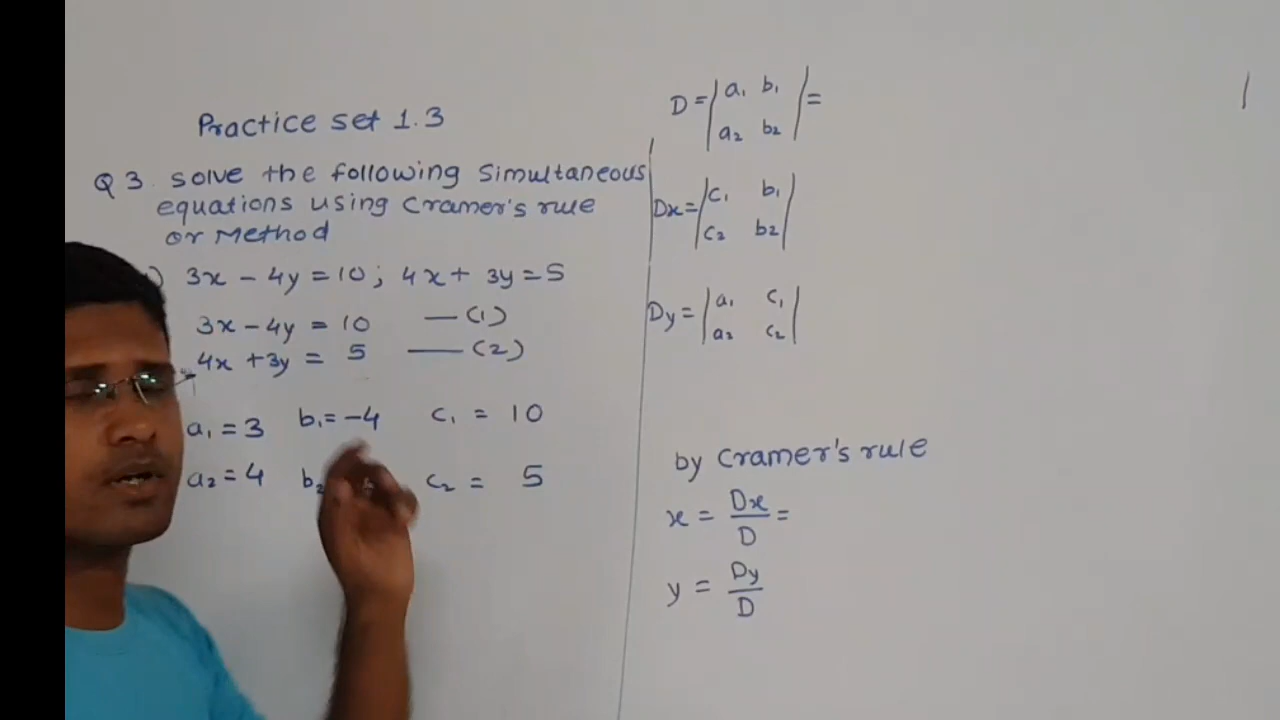 Practice set 1.3
Q 3. solve the following simultaneous
equations using Cramer's rule
or Method
) 3x - 4y = 10 ; 4x + 3y = 5
3x - 4y = 10 — (1)
4x + 3y = 5 — (2)
a₁ = 3 b₁ = -4 c₁ = 10
a₂ = 4 b₂ c₂ = 5
D = | a₁ b₁ | =
| a₂ b₂ |
Dx = | c₁ b₁ |
| c₂ b₂ |
Dy = | a₁ c₁ |
| a₂ c₂ |
by Cramer's rule
x = Dx/D =
y = Dy/D